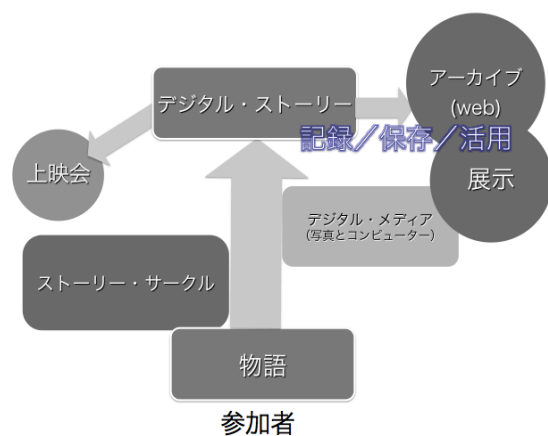 アーカイブ
(web)
デジタル・ストーリー
記録／保存／活用
上映会
展示
デジタル・メディア
(写真とコンピューター)
ストーリー・サークル
物語
参加者